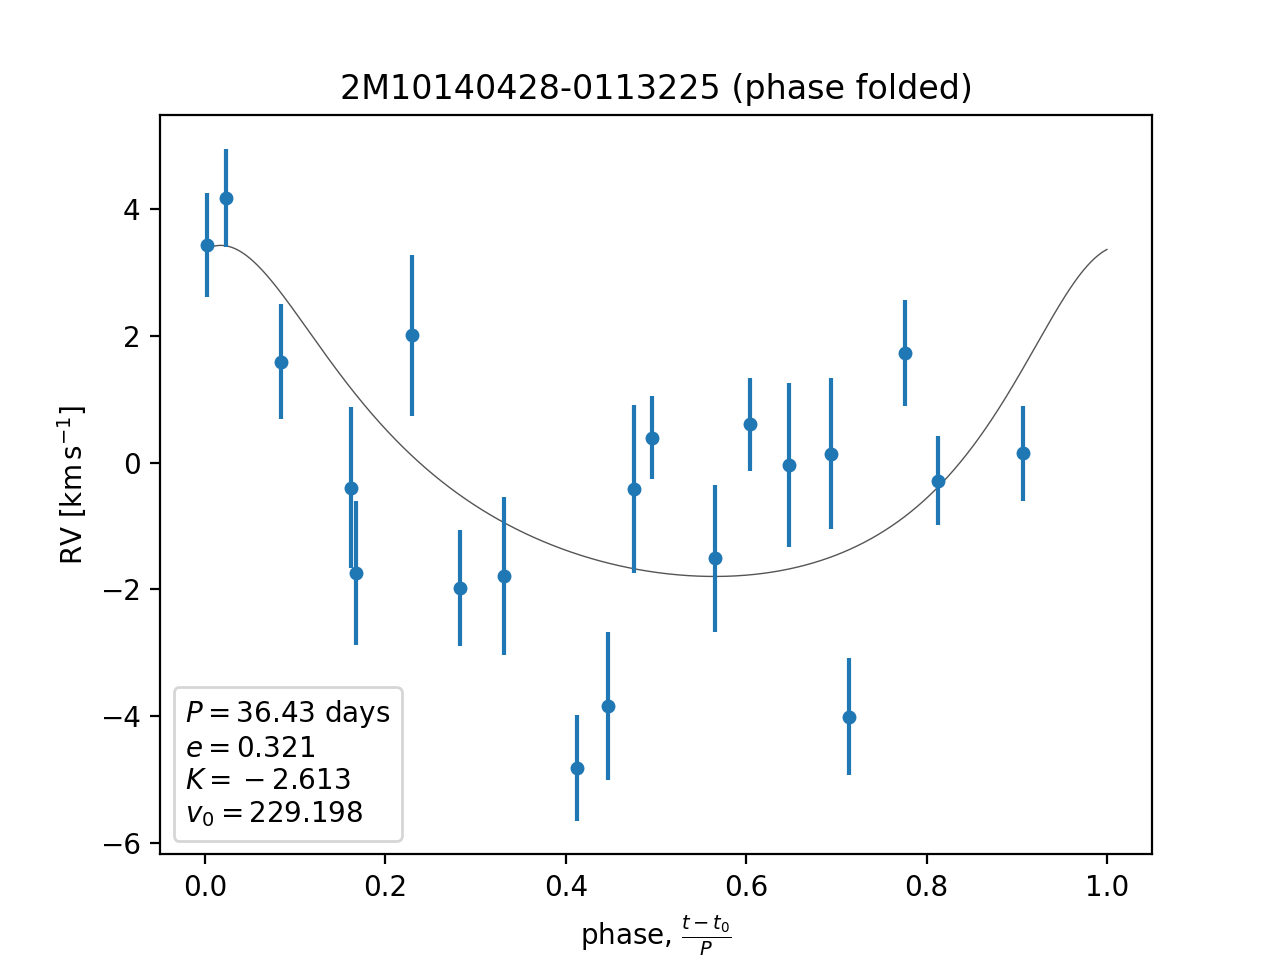 2M10140428-0113225 (phase folded)
RV [km s⁻¹]
4
2
0
−2
−4
−6
P = 36.43 days
e = 0.321
K = −2.613
v₀ = 229.198
0.0 0.2 0.4 0.6 0.8 1.0
phase, (t − t₀)/P